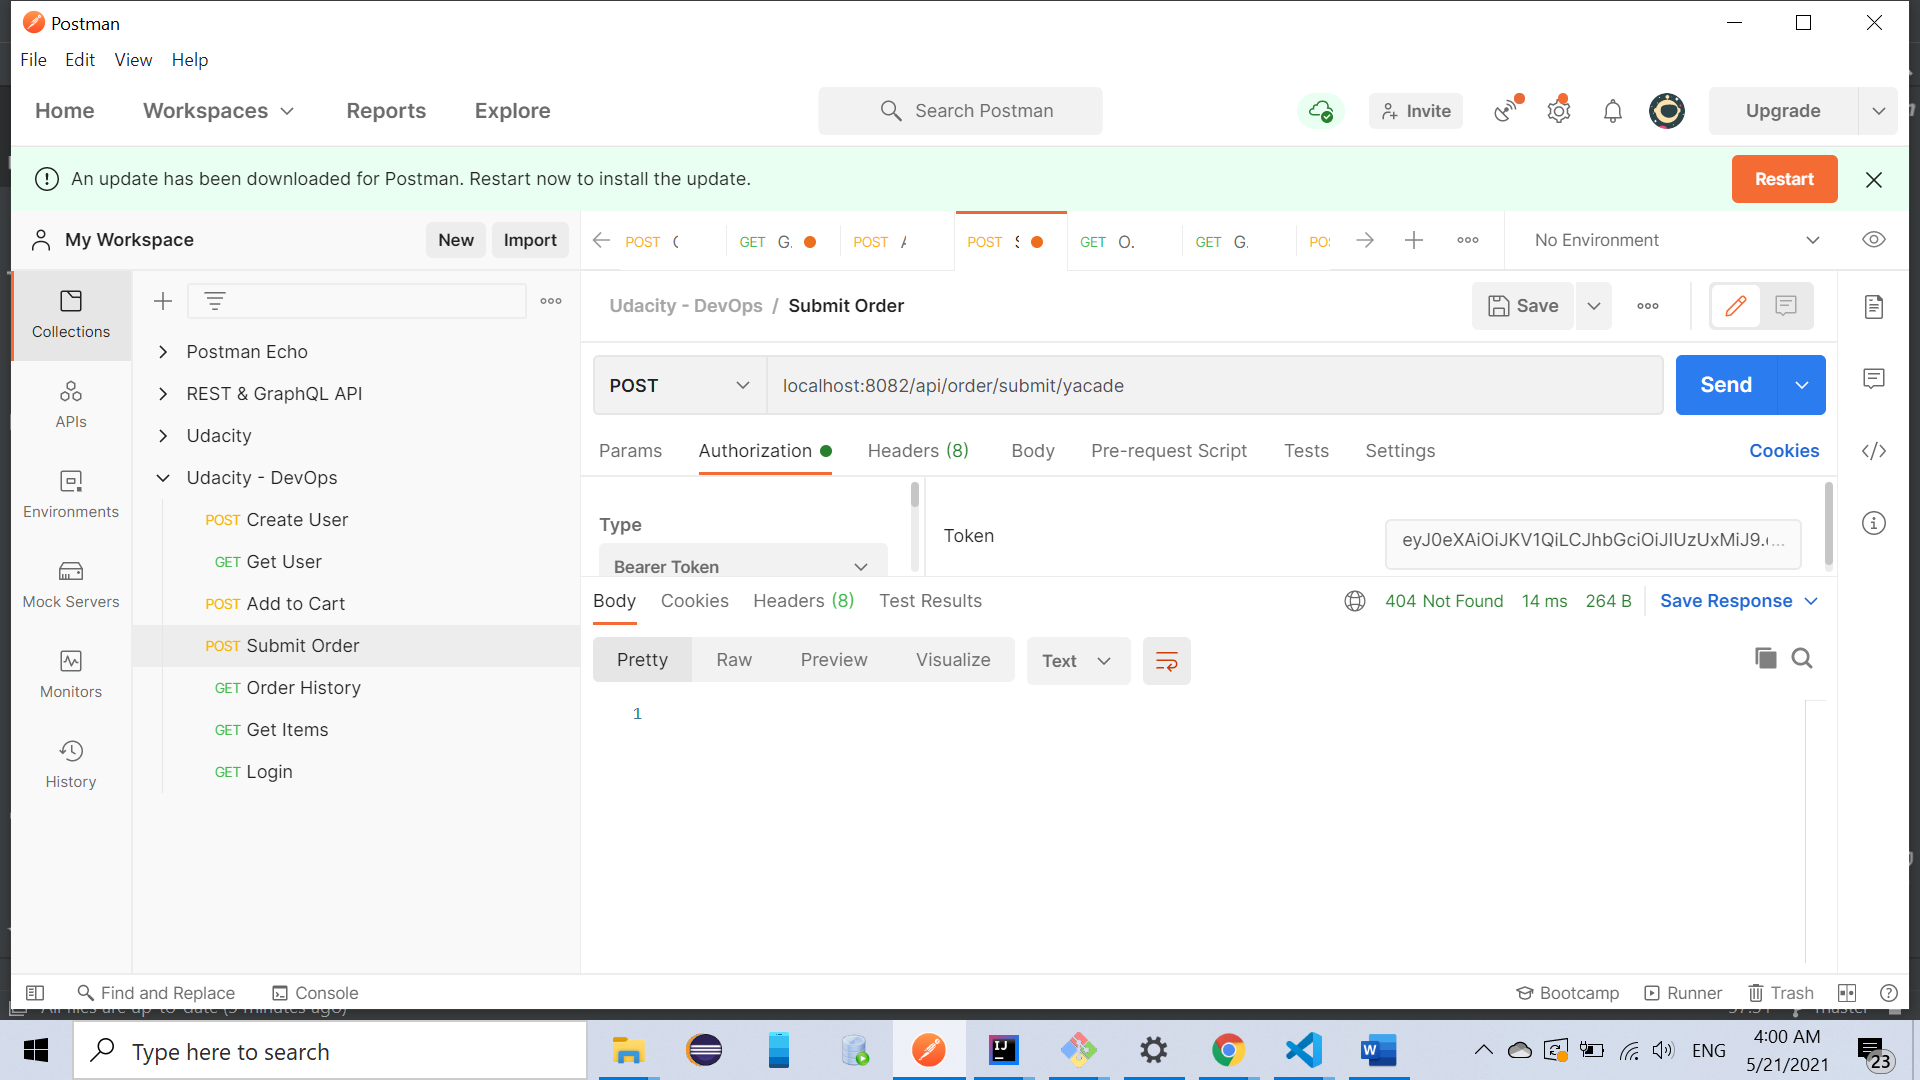 Postman
File Edit View Help
Home Workspaces Reports Explore
Search Postman
Invite
Upgrade
An update has been downloaded for Postman. Restart now to install the update.
Restart
My Workspace
New Import
POST GET G. POST POST GET O. GET G.
No Environment
Collections
APIs
Environments
Mock Servers
Monitors
History
Postman Echo
REST & GraphQL API
Udacity
Udacity - DevOps
POST Create User
GET Get User
POST Add to Cart
POST Submit Order
GET Order History
GET Get Items
GET Login
Udacity - DevOps / Submit Order
Save
POST localhost:8082/api/order/submit/yacade
Send
Params Authorization Headers (8) Body Pre-request Script Tests Settings
Cookies
Type
Bearer Token
Token
eyJ0eXAiOiJKV1QiLCJhbGciOiJIUzUxMiJ9....
Body Cookies Headers (8) Test Results
404 Not Found 14 ms 264 B Save Response
Pretty Raw Preview Visualize Text
1
Find and Replace Console
Bootcamp Runner Trash
Type here to search
ENG
4:00 AM
5/21/2021
23